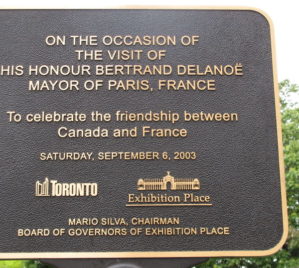 ON THE OCCASION OF
THE VISIT OF
HIS HONOUR BERTRAND DELANOË
MAYOR OF PARIS, FRANCE
To celebrate the friendship between
Canada and France
SATURDAY, SEPTEMBER 6, 2003
TORONTO
Exhibition Place
MARIO SILVA, CHAIRMAN
BOARD OF GOVERNORS OF EXHIBITION PLACE